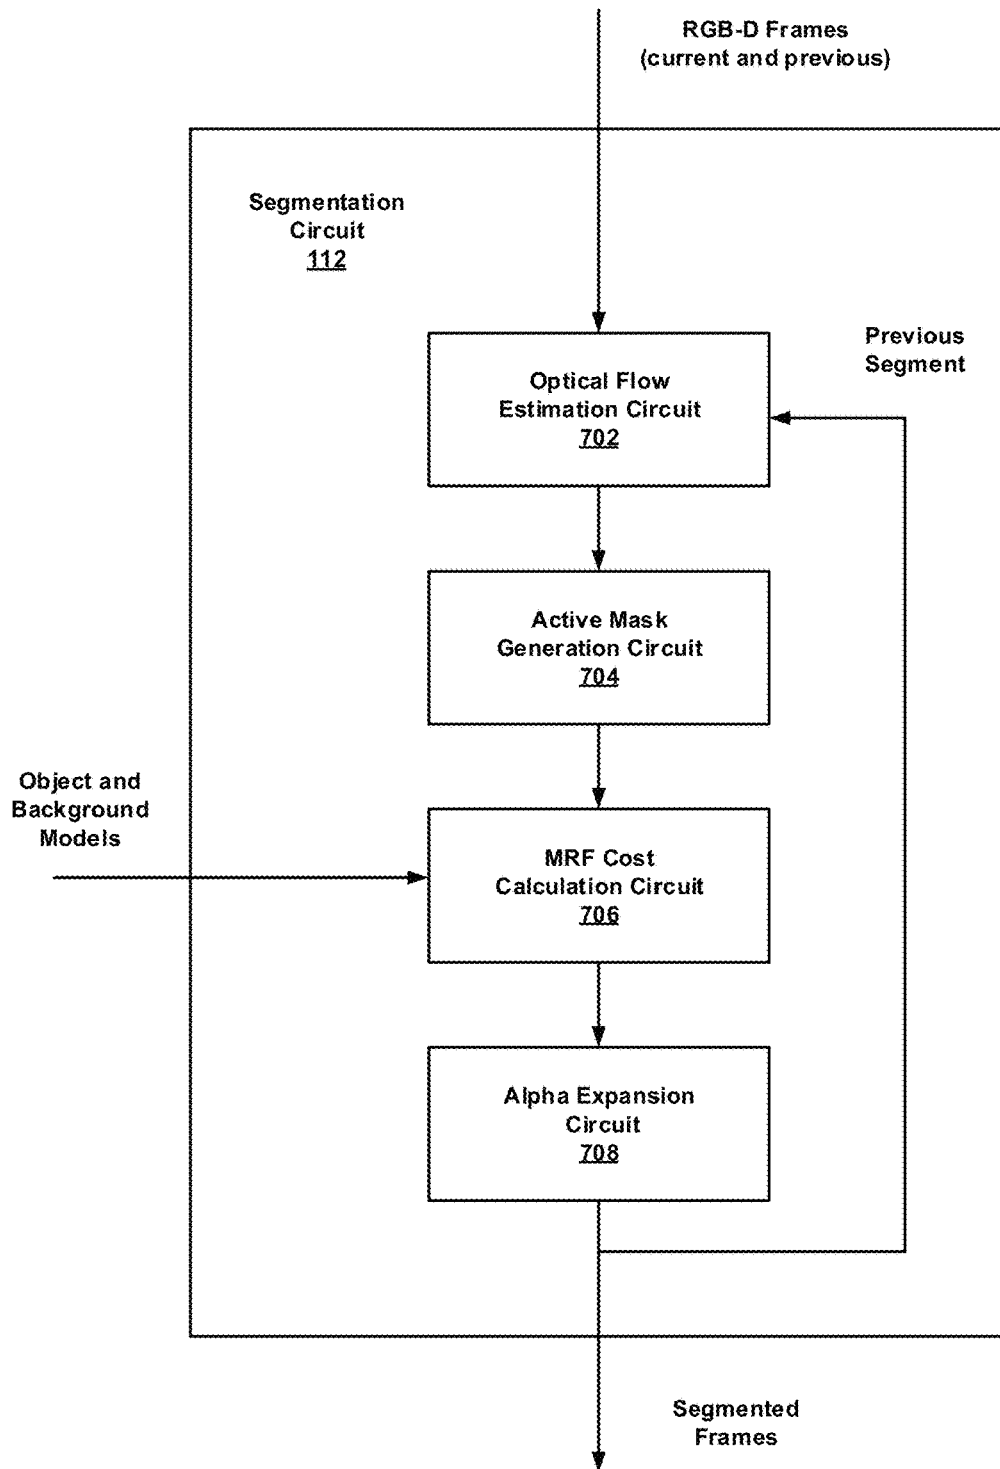 RGB-D Frames
(current and previous)
Segmentation
Circuit
112
Previous
Segment
Optical Flow
Estimation Circuit
702
Active Mask
Generation Circuit
704
Object and
Background
Models
MRF Cost
Calculation Circuit
706
Alpha Expansion
Circuit
708
Segmented
Frames